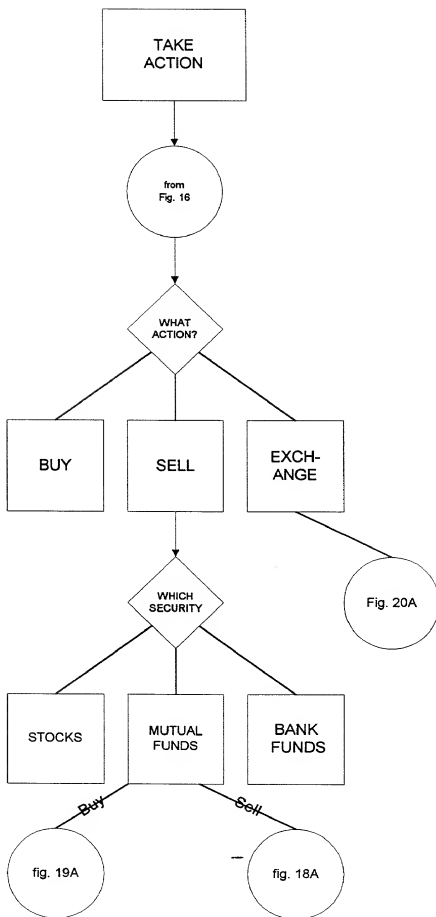 TAKE
ACTION
from
Fig. 16
WHAT
ACTION?
BUY
SELL
EXCH-
ANGE
Fig. 20A
WHICH
SECURITY
STOCKS
MUTUAL
FUNDS
BANK
FUNDS
Buy
Sell
fig. 19A
fig. 18A